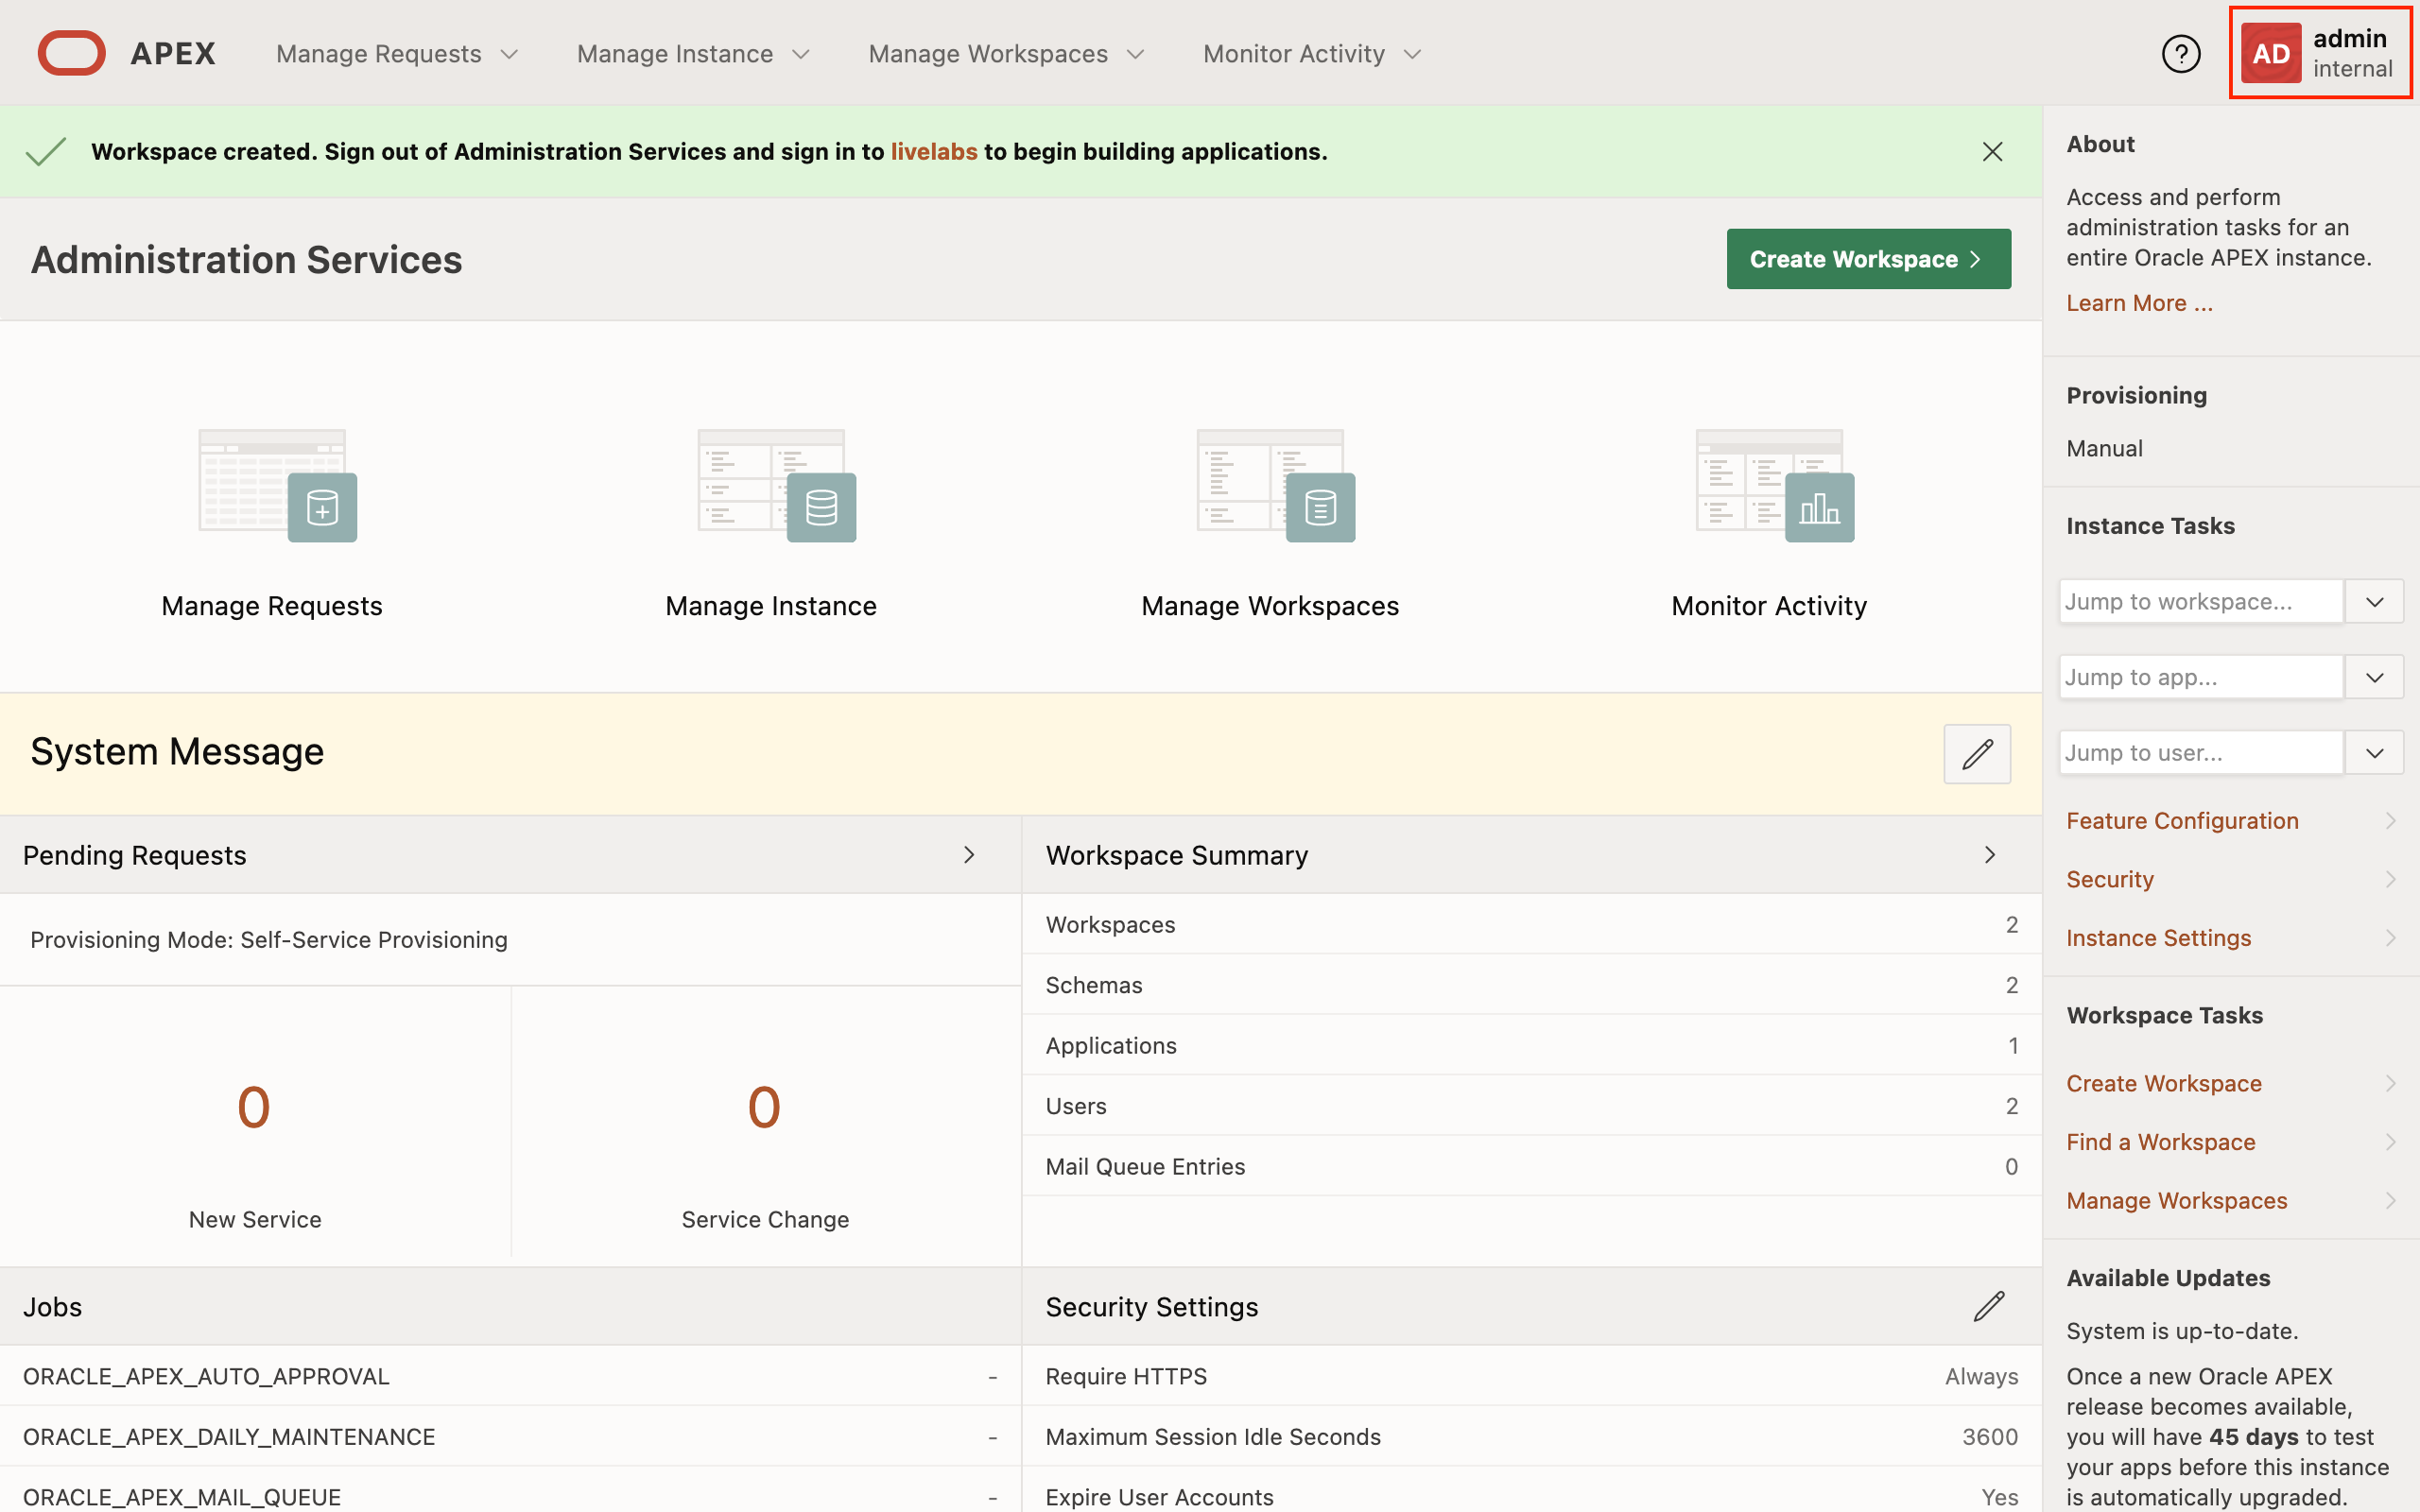 APEX
Manage Requests
Manage Instance
Manage Workspaces
Monitor Activity
?
AD
admin
internal
Workspace created. Sign out of Administration Services and sign in to livelabs to begin building applications.
Administration Services
Create Workspace
Manage Requests
Manage Instance
Manage Workspaces
Monitor Activity
System Message
Pending Requests
Provisioning Mode: Self-Service Provisioning
0
New Service
0
Service Change
Workspace Summary
Workspaces 2
Schemas 2
Applications 1
Users 2
Mail Queue Entries 0
Jobs
ORACLE_APEX_AUTO_APPROVAL -
ORACLE_APEX_DAILY_MAINTENANCE -
ORACLE_APEX_MAIL_QUEUE -
Security Settings
Require HTTPS Always
Maximum Session Idle Seconds 3600
Expire User Accounts Yes
About
Access and perform
administration tasks for an
entire Oracle APEX instance.
Learn More ...
Provisioning
Manual
Instance Tasks
Jump to workspace...
Jump to app...
Jump to user...
Feature Configuration
Security
Instance Settings
Workspace Tasks
Create Workspace
Find a Workspace
Manage Workspaces
Available Updates
System is up-to-date.
Once a new Oracle APEX
release becomes available,
you will have 45 days to test
your apps before this instance
is automatically upgraded.